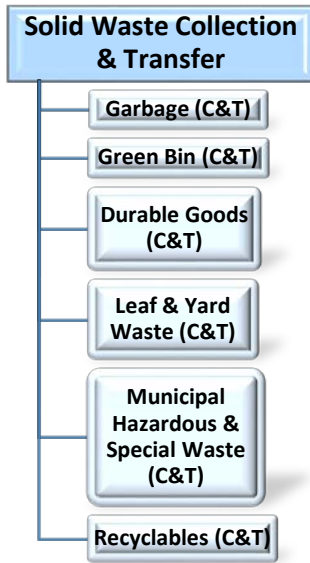 Solid Waste Collection
& Transfer
Garbage (C&T)
Green Bin (C&T)
Durable Goods
(C&T)
Leaf & Yard
Waste (C&T)
Municipal
Hazardous &
Special Waste
(C&T)
Recyclables (C&T)